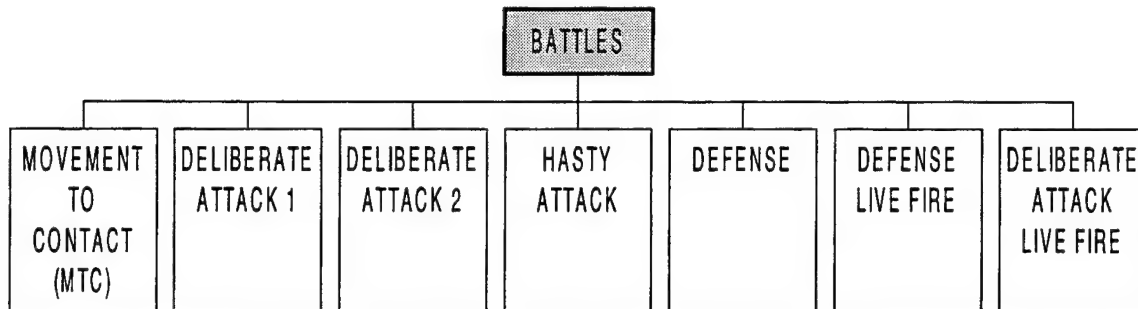 BATTLES
MOVEMENT
TO
CONTACT
(MTC)
DELIBERATE
ATTACK 1
DELIBERATE
ATTACK 2
HASTY
ATTACK
DEFENSE
DEFENSE
LIVE FIRE
DELIBERATE
ATTACK
LIVE FIRE